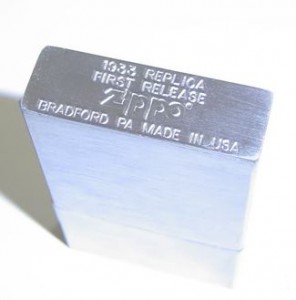 1933 REPLICA
FIRST RELEASE
Zippo®
BRADFORD PA MADE IN USA